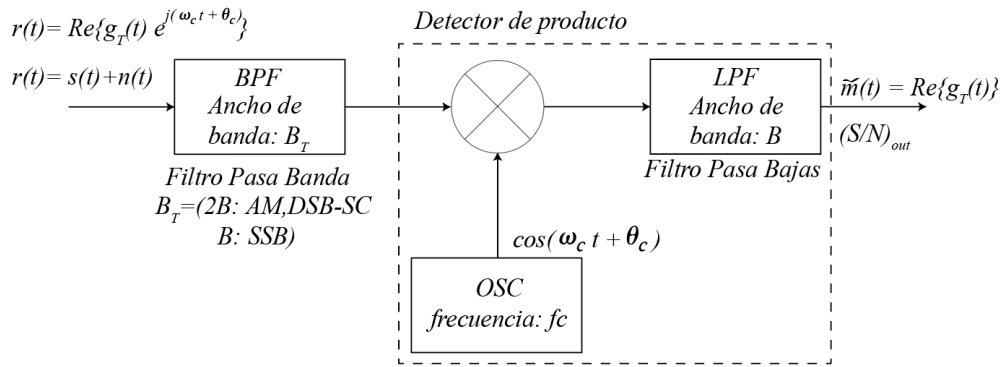 r(t)= Re{g_T(t) e^{j(ω_c t + θ_c)}}
r(t)= s(t)+n(t)
BPF
Ancho de
banda: B_T
Filtro Pasa Banda
B_T=(2B: AM,DSB-SC
B: SSB)
Detector de producto
cos(ω_c t + θ_c)
OSC
frecuencia: fc
LPF
Ancho de
banda: B
Filtro Pasa Bajas
m̃(t) = Re{g_T(t)}
(S/N)_out